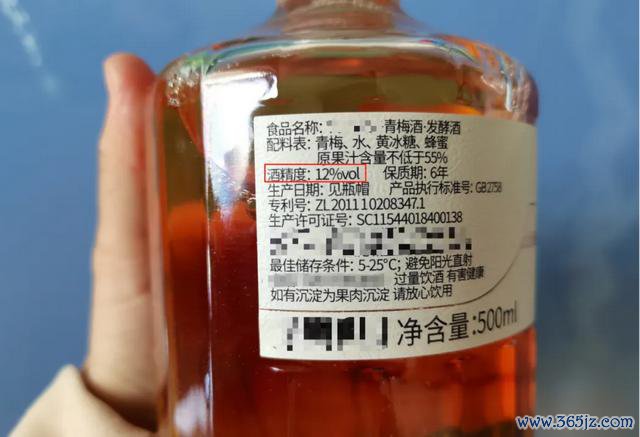 食品名称: 青梅酒·发酵酒
配料表: 青梅、水、黄冰糖、蜂蜜
原果汁含量不低于55%
酒精度: 12%vol 保质期: 6年
生产日期: 见瓶帽 产品执行标准号: GB2758
专利号: ZL201110208347.1
生产许可证号: SC11544018400138
最佳储存条件: 5-25°C; 避免阳光直射
过量饮酒 有害健康
如有沉淀为果肉沉淀 请放心饮用
净含量:500ml
www.365jz.com